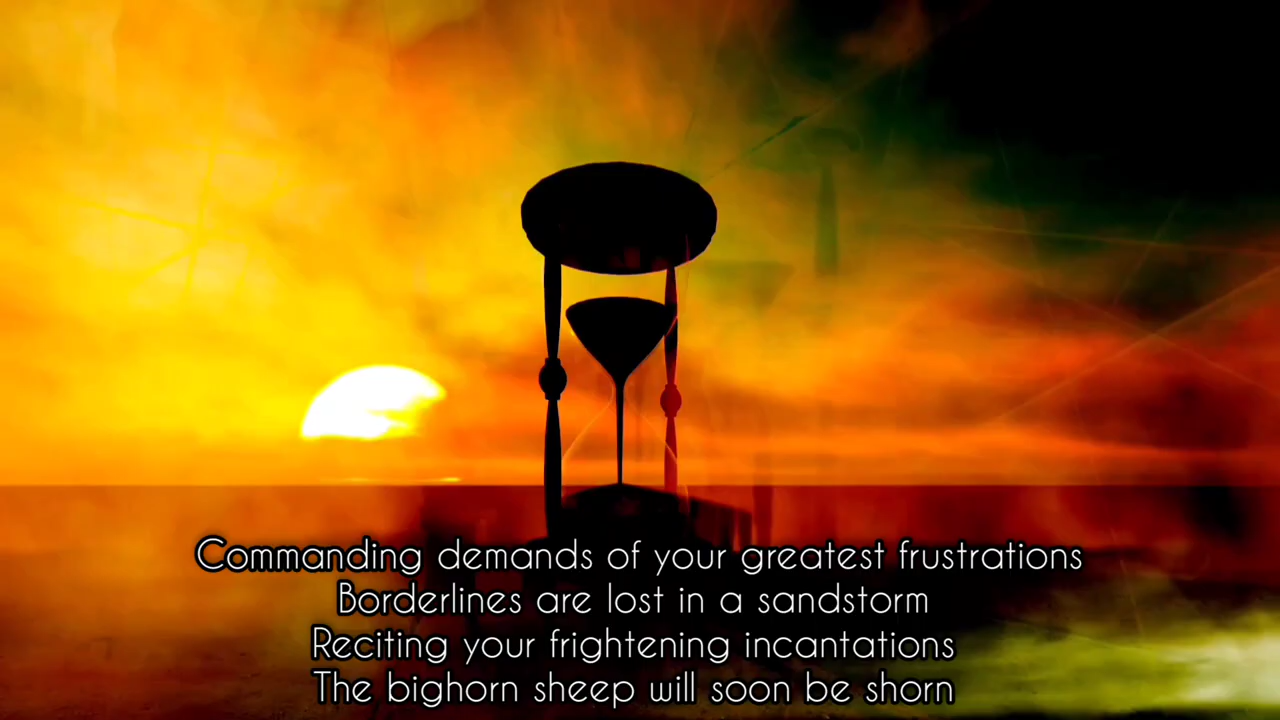 Commanding demands of your greatest frustrations
Borderlines are lost in a sandstorm
Reciting your frightening incantations
The bighorn sheep will soon be shorn